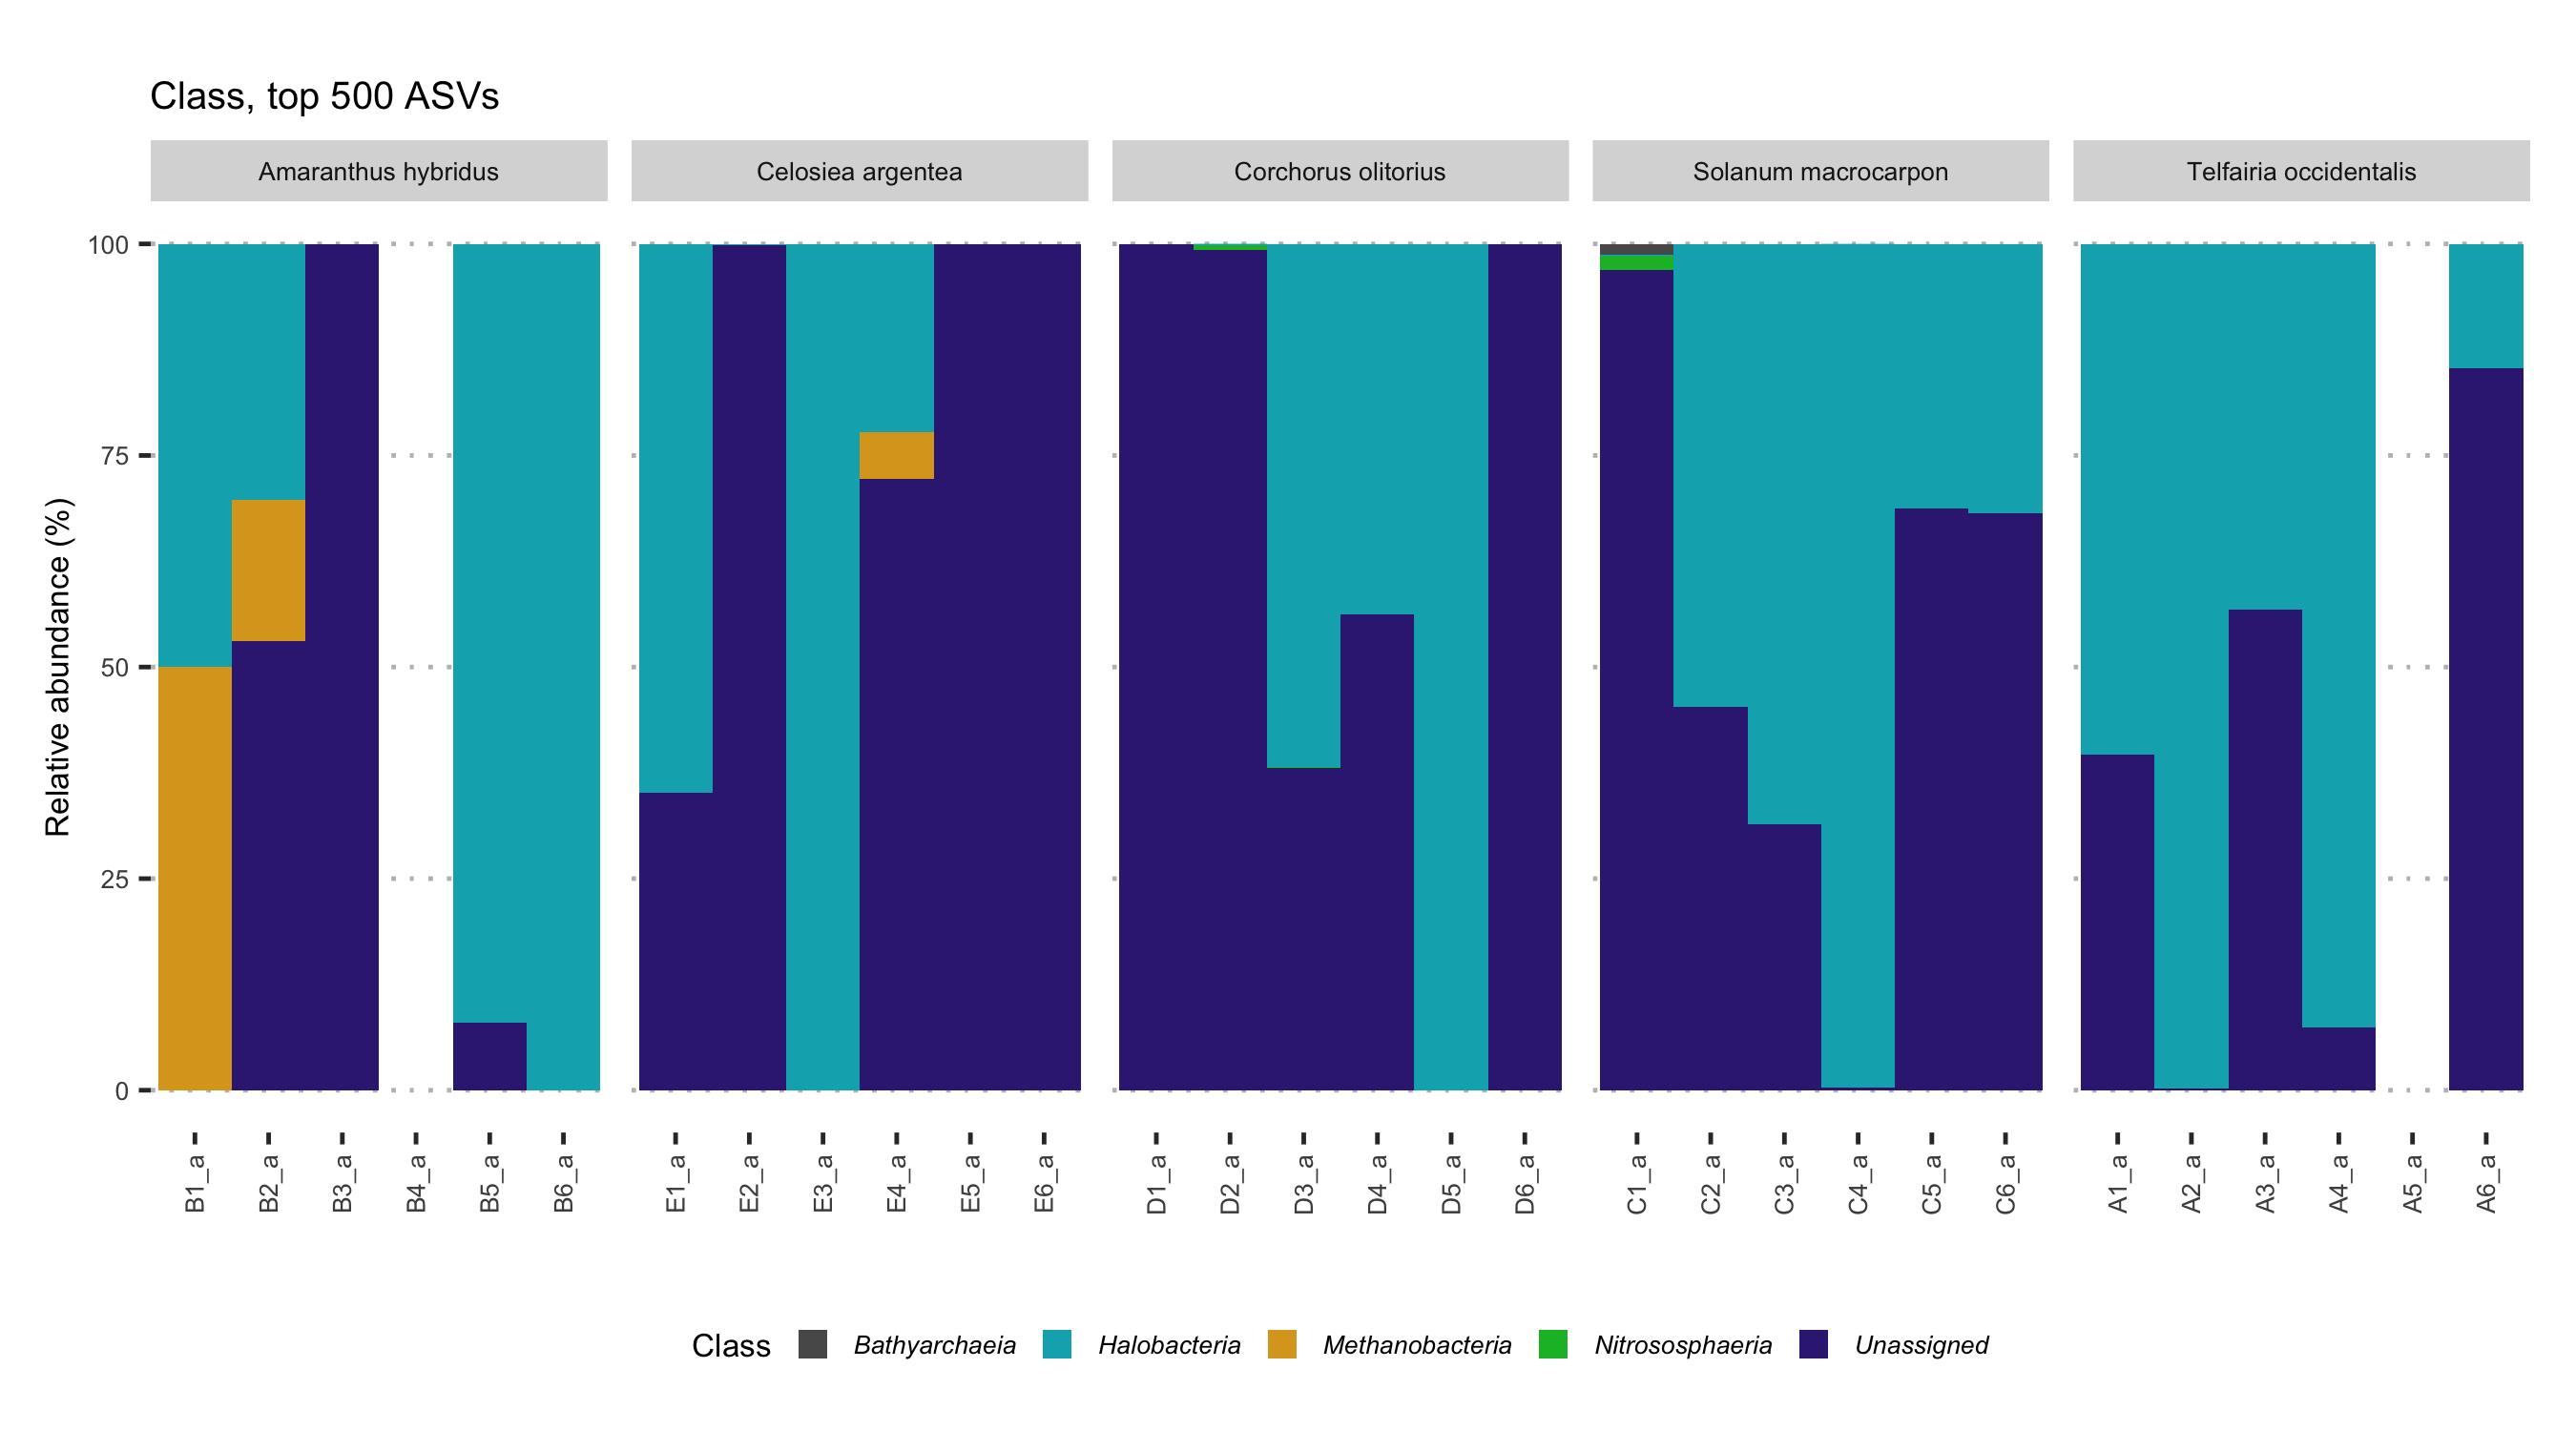 Class, top 500 ASVs
Amaranthus hybridus
Celosiea argentea
Corchorus olitorius
Solanum macrocarpon
Telfairia occidentalis
Relative abundance (%)
100
75
50
25
0
B1_a
B2_a
B3_a
B4_a
B5_a
B6_a
E1_a
E2_a
E3_a
E4_a
E5_a
E6_a
D1_a
D2_a
D3_a
D4_a
D5_a
D6_a
C1_a
C2_a
C3_a
C4_a
C5_a
C6_a
A1_a
A2_a
A3_a
A4_a
A5_a
A6_a
Class Bathyarchaeia Halobacteria Methanobacteria Nitrososphaeria Unassigned